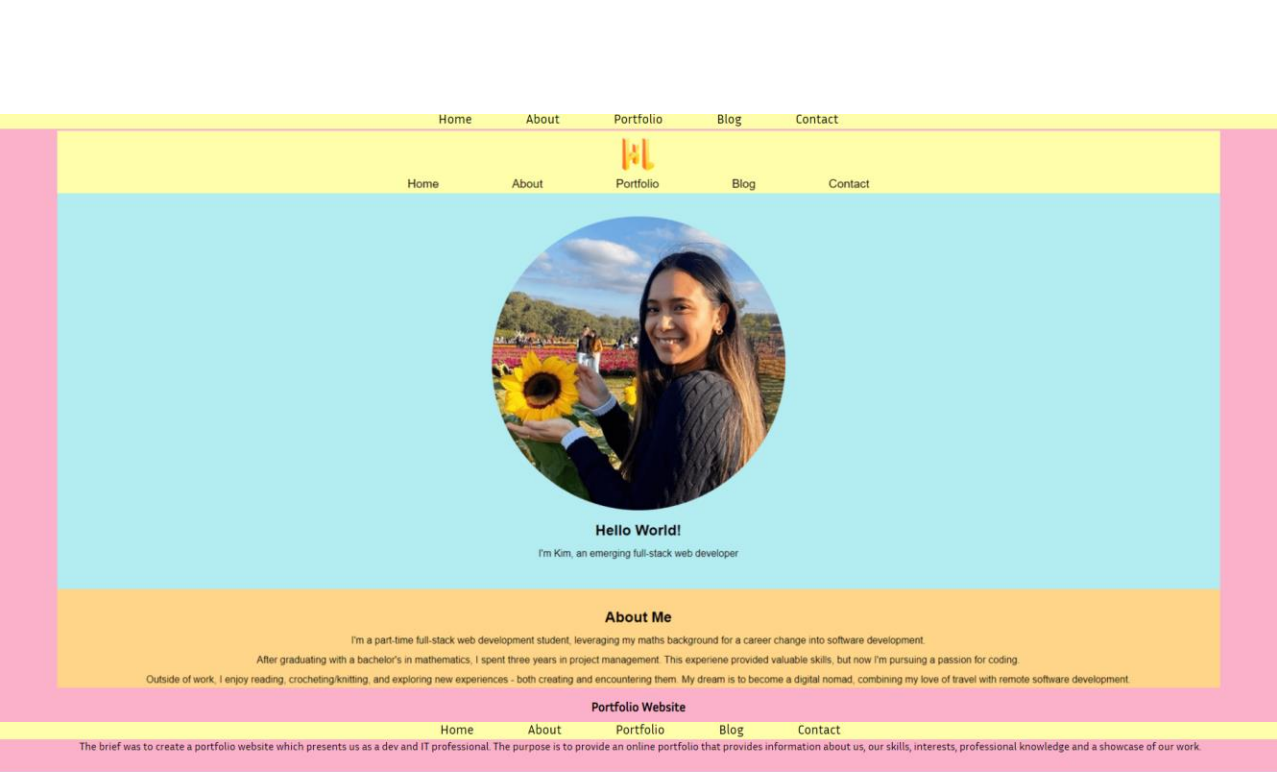 Home About Portfolio Blog Contact
Home About Portfolio Blog Contact
Hello World!
I'm Kim, an emerging full-stack web developer
About Me
I'm a part-time full-stack web development student, leveraging my maths background for a career change into software development.
After graduating with a bachelor's in mathematics, I spent three years in project management. This experiene provided valuable skills, but now I'm pursuing a passion for coding.
Outside of work, I enjoy reading, crocheting/knitting, and exploring new experiences - both creating and encountering them. My dream is to become a digital nomad, combining my love of travel with remote software development.
Portfolio Website
Home About Portfolio Blog Contact
The brief was to create a portfolio website which presents us as a dev and IT professional. The purpose is to provide an online portfolio that provides information about us, our skills, interests, professional knowledge and a showcase of our work.